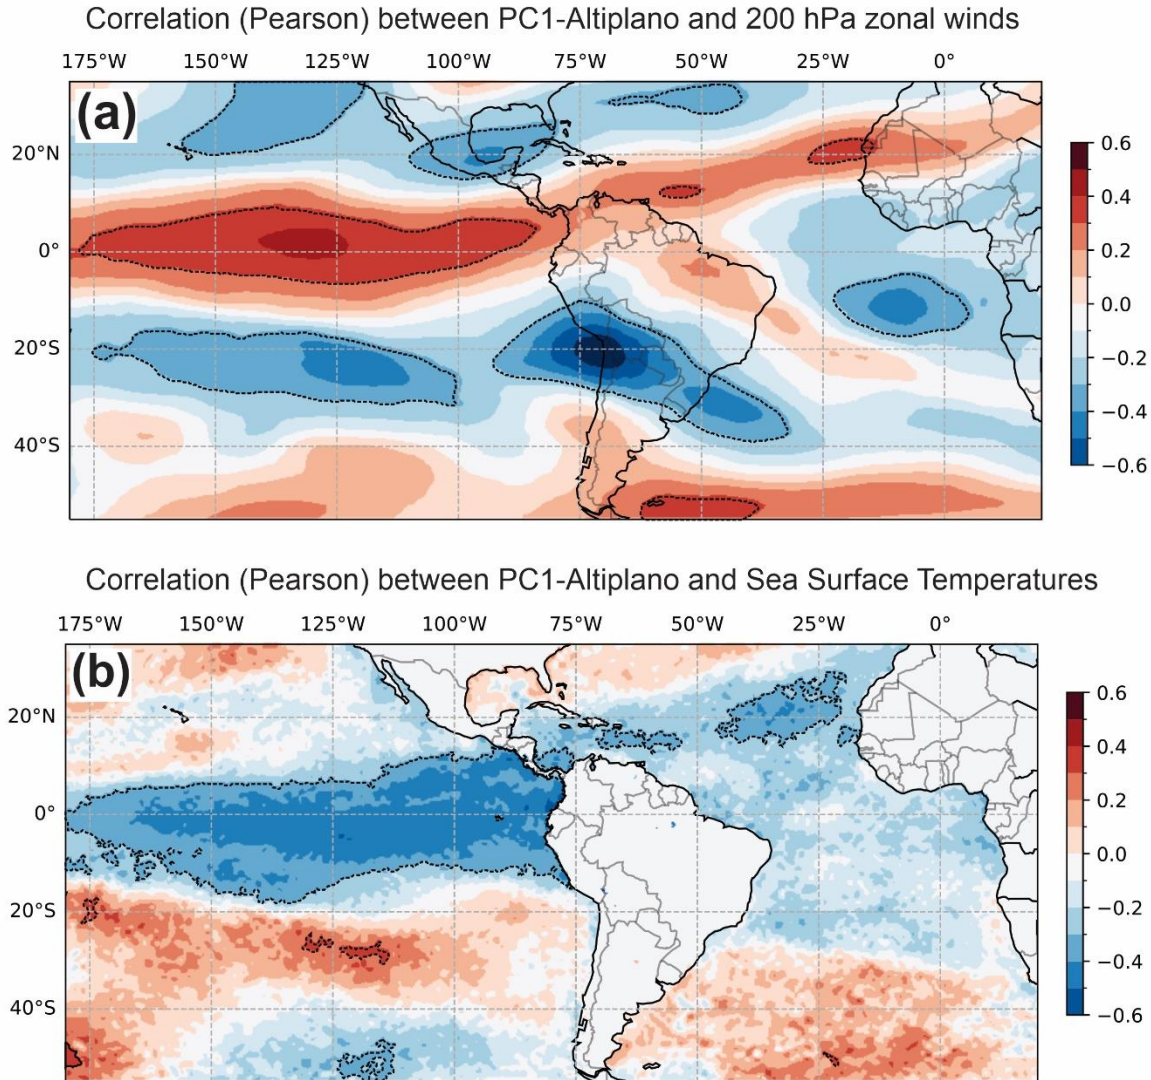 Correlation (Pearson) between PC1-Altiplano and 200 hPa zonal winds
175°W 150°W 125°W 100°W 75°W 50°W 25°W 0°
(a)
20°N
0°
20°S
40°S
0.6
0.4
0.2
0.0
−0.2
−0.4
−0.6
Correlation (Pearson) between PC1-Altiplano and Sea Surface Temperatures
175°W 150°W 125°W 100°W 75°W 50°W 25°W 0°
(b)
20°N
0°
20°S
40°S
0.6
0.4
0.2
0.0
−0.2
−0.4
−0.6